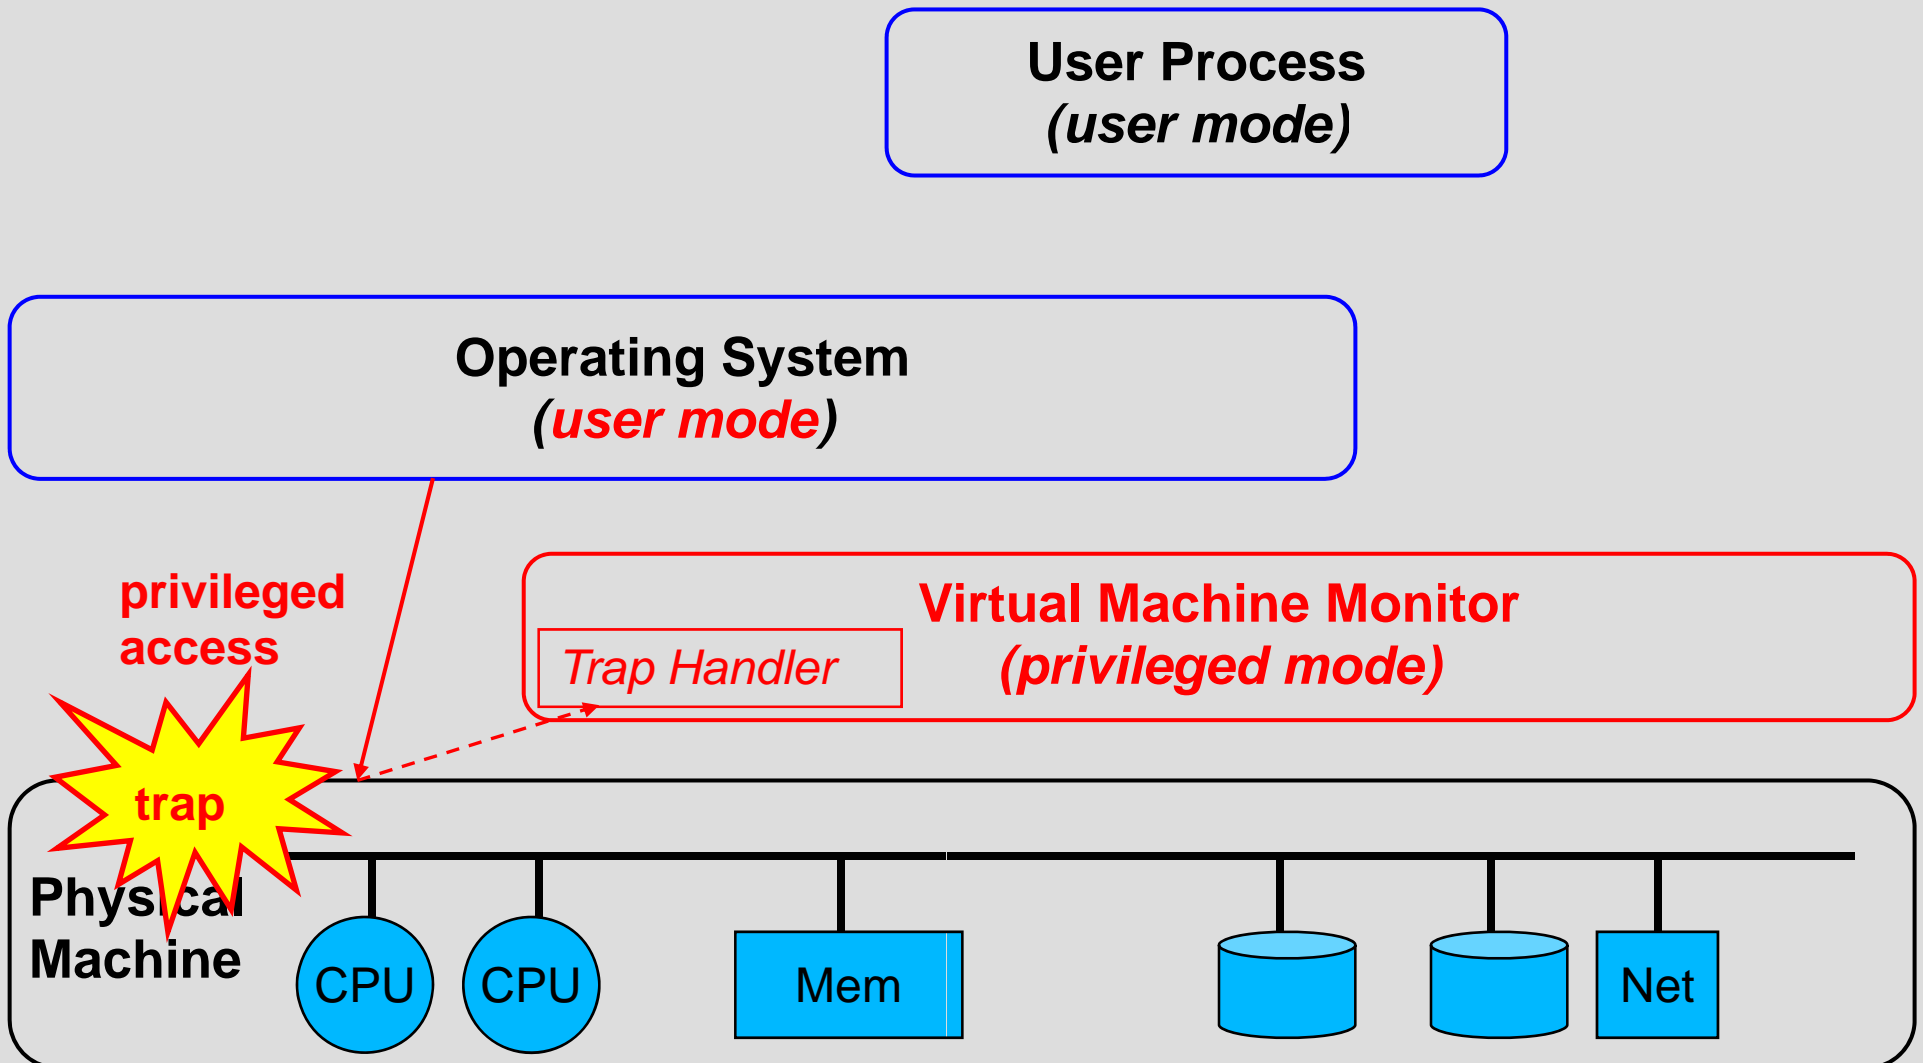 User Process
(user mode)
Operating System
(user mode)
privileged
access
Virtual Machine Monitor
Trap Handler
(privileged mode)
trap
Physical
Machine
CPU
CPU
Mem
Net